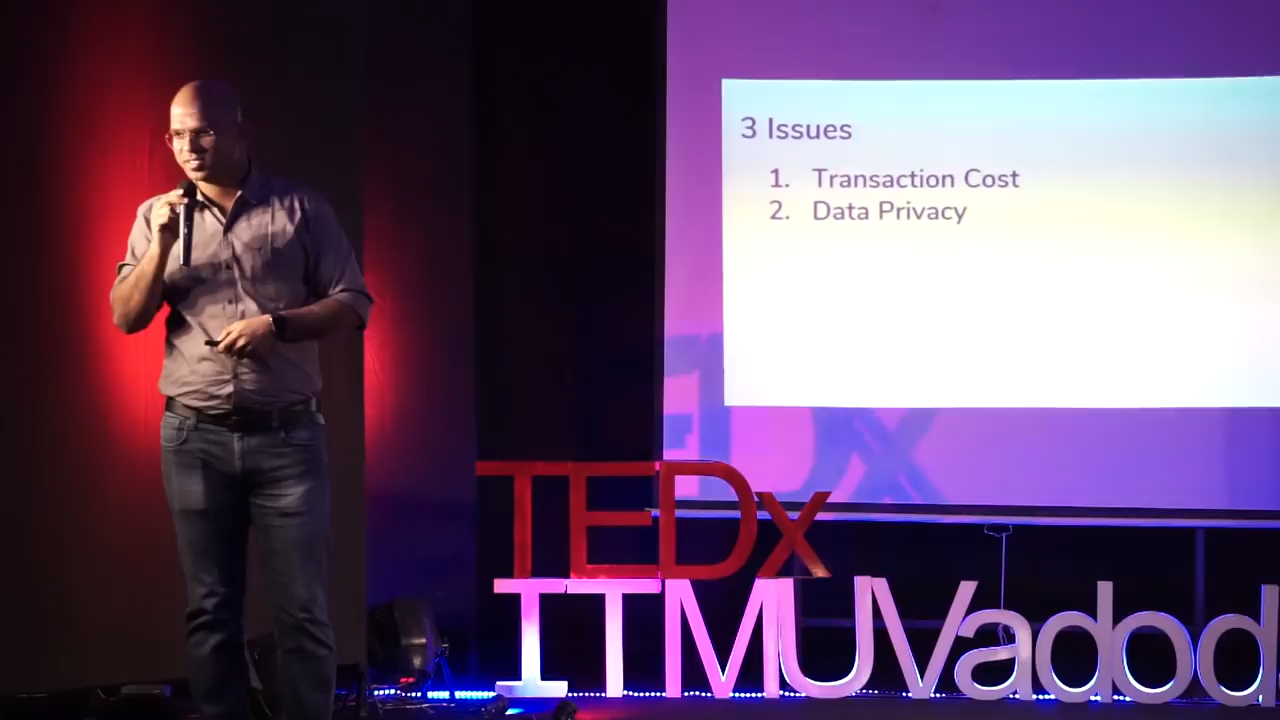 3 Issues
1. Transaction Cost
2. Data Privacy
TEDx
ITMUVadod